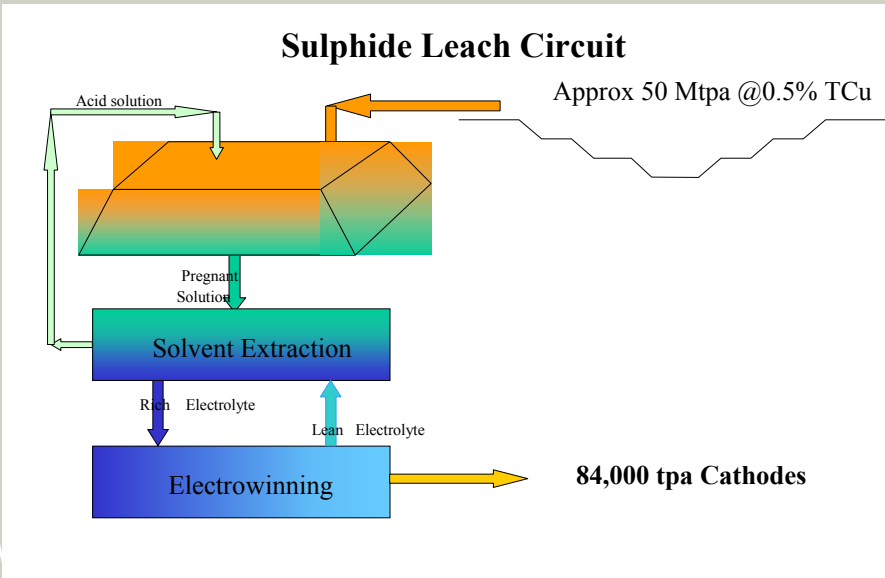 Sulphide Leach Circuit
Acid solution
Approx 50 Mtpa @0.5% TCu
Pregnant
Solution
Solvent Extraction
Rich Electrolyte
Lean Electrolyte
Electrowinning
84,000 tpa Cathodes